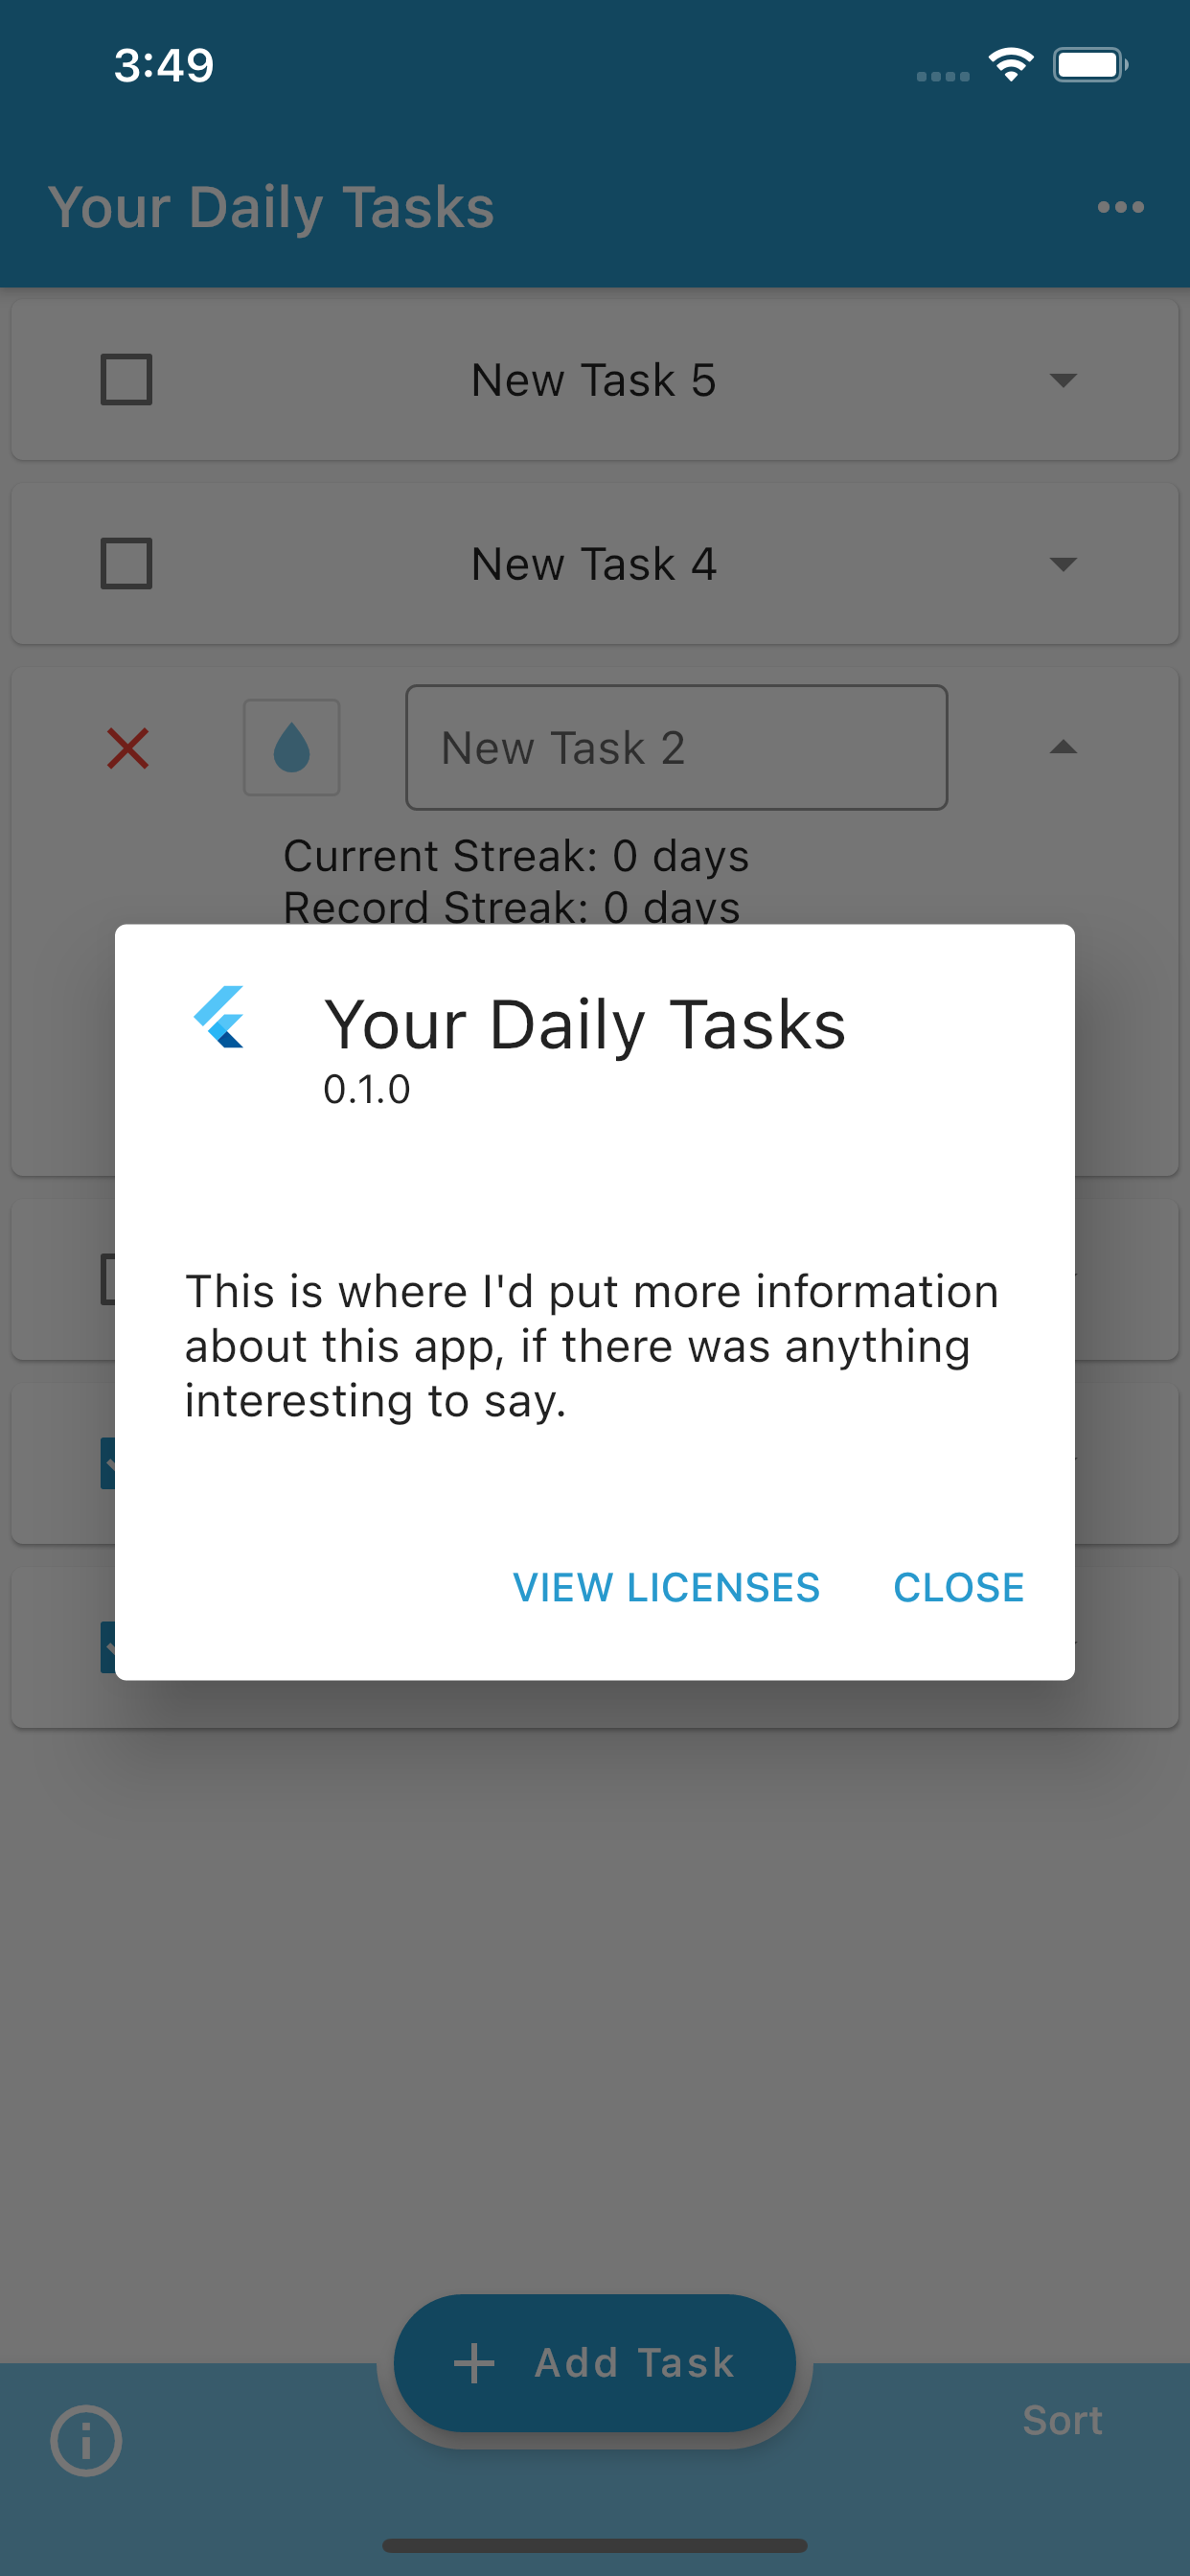 3:49
Your Daily Tasks
New Task 5
New Task 4
New Task 2
Current Streak: 0 days
Record Streak: 0 days
Your Daily Tasks
0.1.0
This is where I'd put more information
about this app, if there was anything
interesting to say.
VIEW LICENSES CLOSE
Add Task
Sort